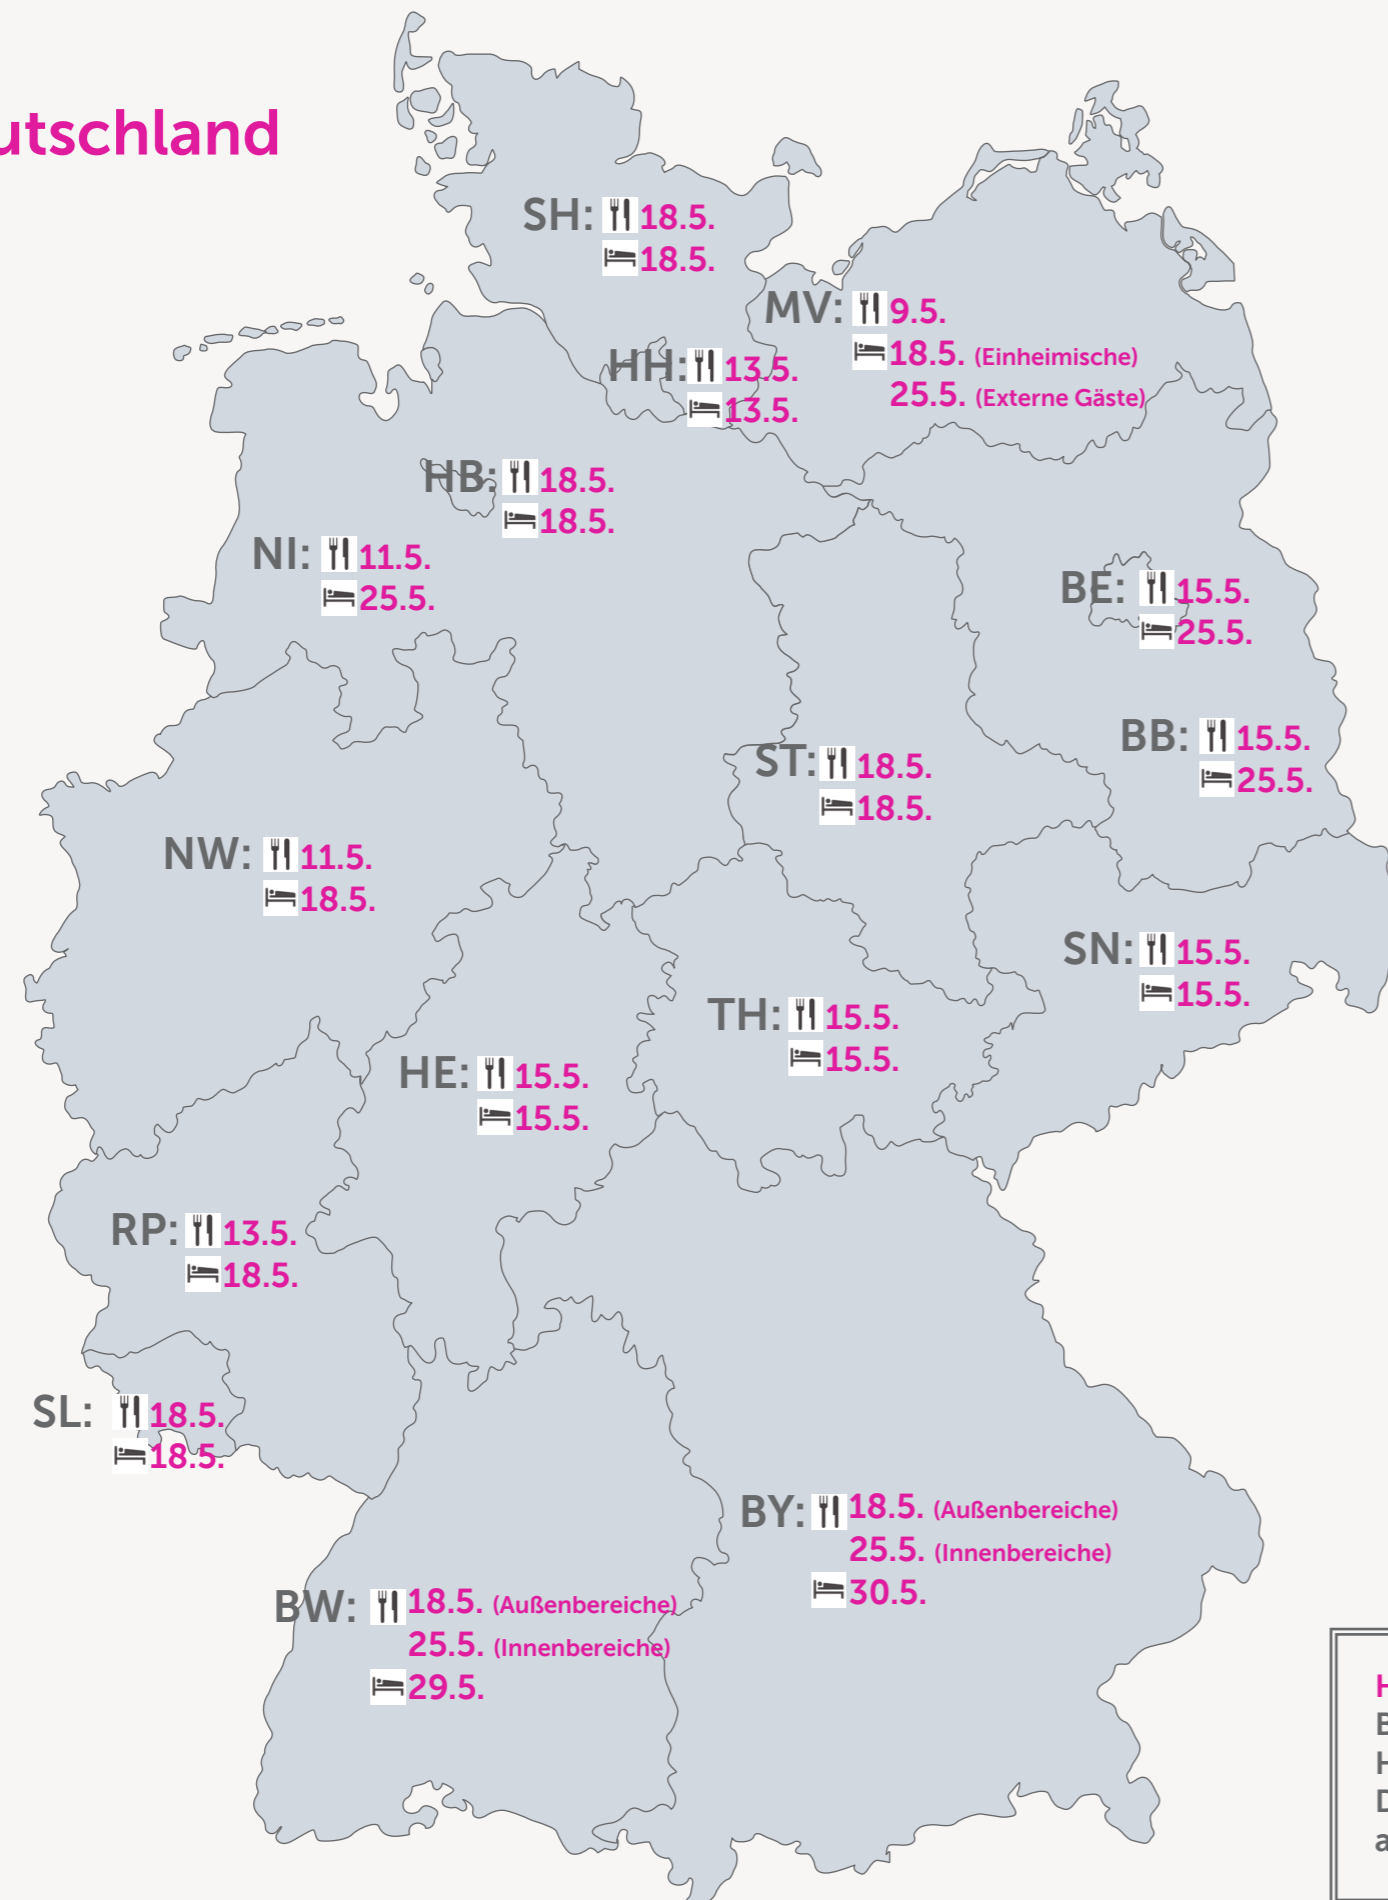 utschland
SH: 18.5.
18.5.
MV: 9.5.
18.5. (Einheimische)
25.5. (Externe Gäste)
HH: 13.5.
13.5.
HB: 18.5.
18.5.
NI: 11.5.
25.5.
BE: 15.5.
25.5.
BB: 15.5.
25.5.
ST: 18.5.
18.5.
NW: 11.5.
18.5.
SN: 15.5.
15.5.
TH: 15.5.
15.5.
HE: 15.5.
15.5.
RP: 13.5.
18.5.
SL: 18.5.
18.5.
BY: 18.5. (Außenbereiche)
25.5. (Innenbereiche)
30.5.
BW: 18.5. (Außenbereiche)
25.5. (Innenbereiche)
29.5.